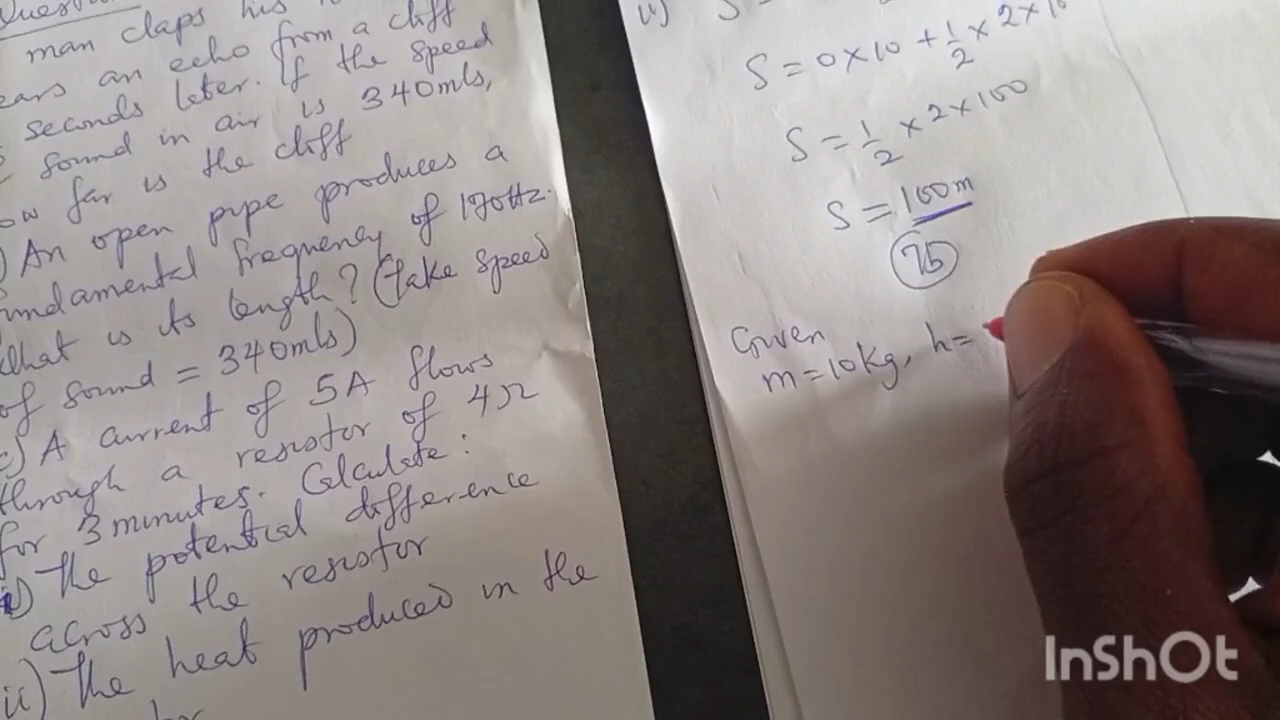 man claps his
ears an echo from a cliff
seconds later. If the speed
sound in air is 340m/s,
ow far is the cliff
) An open pipe produces a
undamental frequency of 170Hz.
What is its length? (Take speed
of sound = 340m/s)
c) A current of 5A flows
through a resistor of 4Ω
for 3 minutes. Calculate:
i) The potential difference
across the resistor
ii) The heat produced in the
ii) S =
S = 0×10 + 1/2 × 2×10
S = 1/2 × 2×100
S = 100m
Given
m = 10kg, h =
InShOt